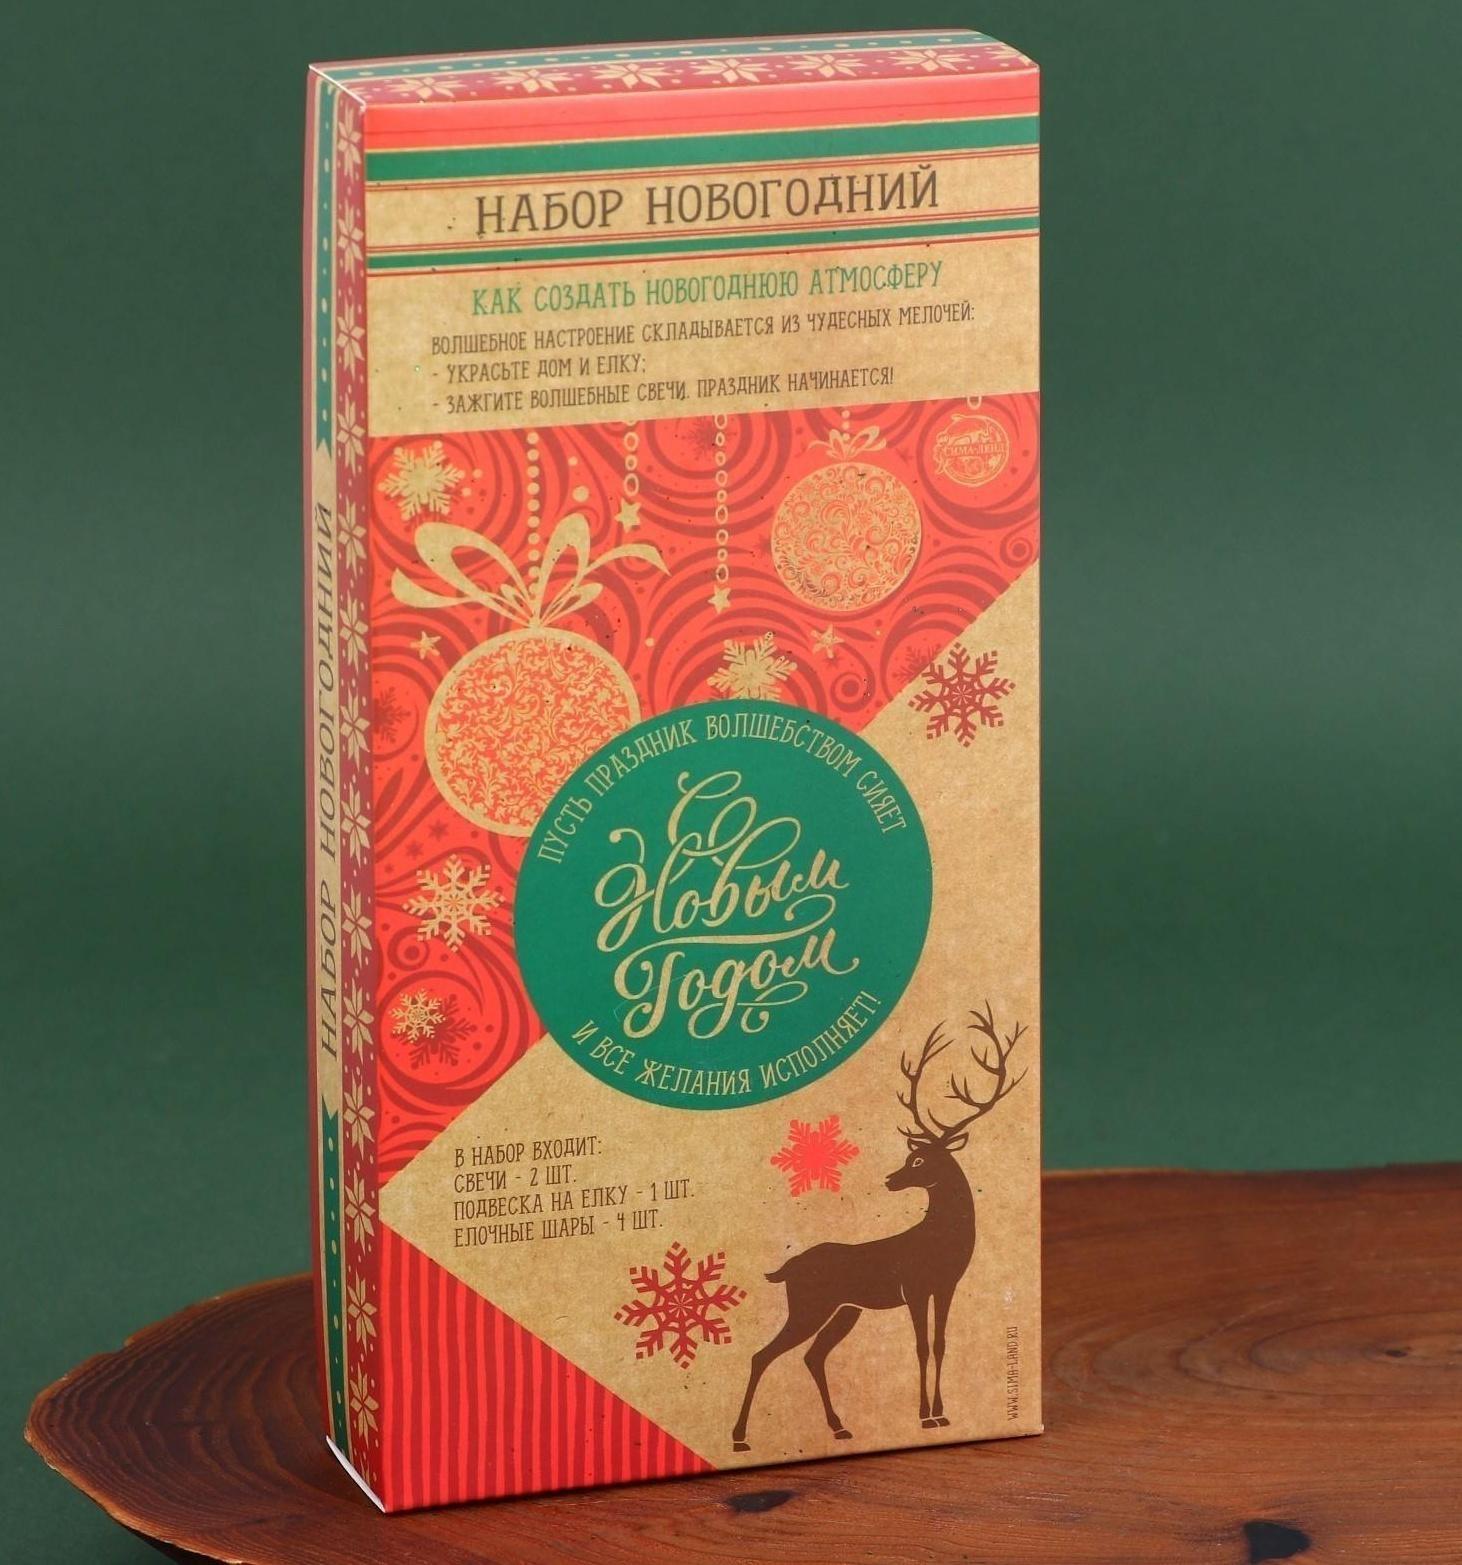 НАБОР НОВОГОДНИЙ
КАК СОЗДАТЬ НОВОГОДНЮЮ АТМОСФЕРУ
ВОЛШЕБНОЕ НАСТРОЕНИЕ СКЛАДЫВАЕТСЯ ИЗ ЧУДЕСНЫХ МЕЛОЧЕЙ:
- УКРАСЬТЕ ДОМ И ЕЛКУ;
- ЗАЖГИТЕ ВОЛШЕБНЫЕ СВЕЧИ. ПРАЗДНИК НАЧИНАЕТСЯ!
СИМА-ЛЕНД
НАБОР НОВОГОДНИЙ
ПУСТЬ ПРАЗДНИК ВОЛШЕБСТВОМ СИЯЕТ
С
Новым
Годом
И ВСЕ ЖЕЛАНИЯ ИСПОЛНЯЕТ!
В НАБОР ВХОДИТ:
СВЕЧИ - 2 ШТ.
ПОДВЕСКА НА ЕЛКУ - 1 ШТ.
ЕЛОЧНЫЕ ШАРЫ - 4 ШТ.
WWW.SIMA-LAND.RU